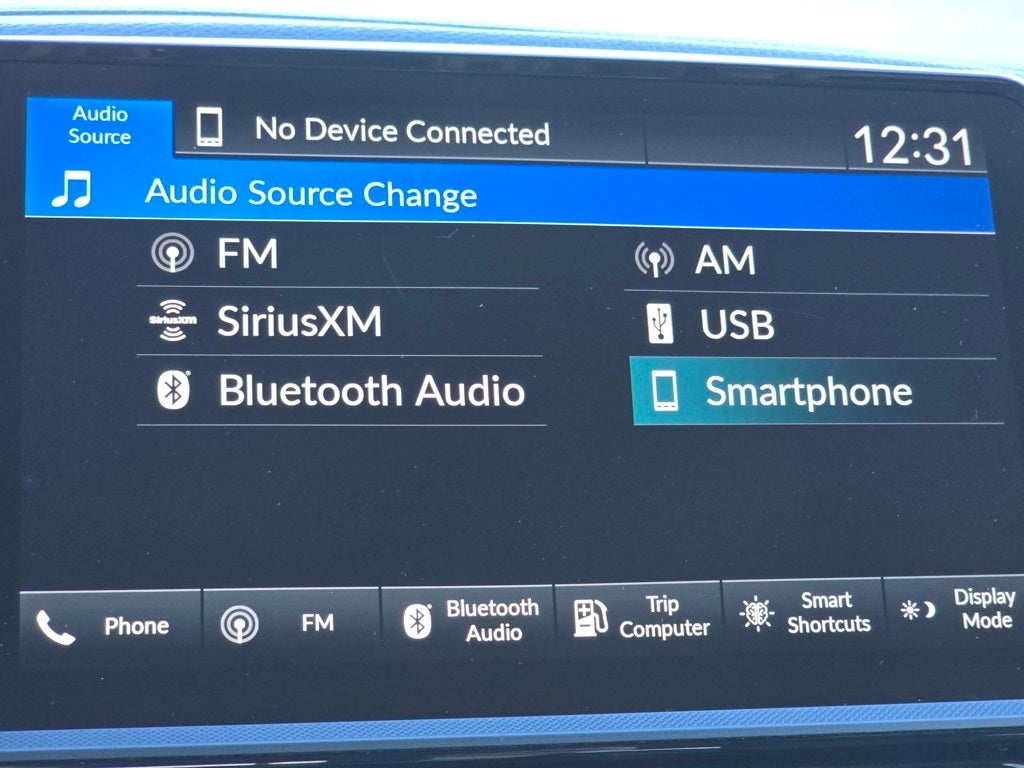 Audio
Source
No Device Connected
12:31
Audio Source Change
FM
AM
SiriusXM
SiriusXM
USB
Bluetooth Audio
Smartphone
Phone
FM
Bluetooth
Audio
Trip
Computer
Smart
Shortcuts
Display
Mode